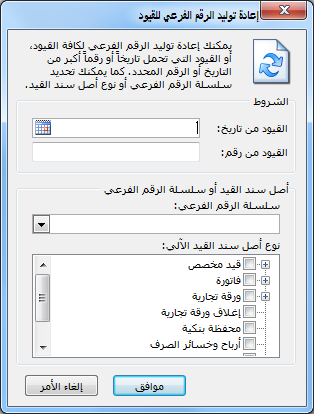 إعادة توليد الرقم الفرعي للقيود
يمكنك إعادة توليد الرقم الفرعي لكافة القيود،
أو القيود التي تحمل تاريخاً أو رقماً أكبر من
التاريخ أو الرقم المحدد، كما يمكنك تحديد
سلسلة الرقم الفرعي أو نوع أصل سند القيد.
الشروط
القيود من تاريخ:
القيود من رقم:
أصل سند القيد أو سلسلة الرقم الفرعي
سلسلة الرقم الفرعي:
نوع أصل سند القيد الآلي:
قيد مخصص
فاتورة
ورقة تجارية
إغلاق ورقة تجارية
محفظة بنكية
أرباح وخسائر الصرف
موافق
إلغاء الأمر